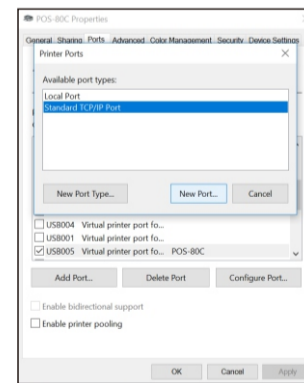 POS-80C Properties
General Sharing Ports Advanced Color Management Security Device Settings
Printer Ports
Available port types:
Local Port
Standard TCP/IP Port
New Port Type... New Port... Cancel
USB004 Virtual printer port fo...
USB001 Virtual printer port fo...
USB005 Virtual printer port fo... POS-80C
Add Port... Delete Port Configure Port...
Enable bidirectional support
Enable printer pooling
OK Cancel Apply